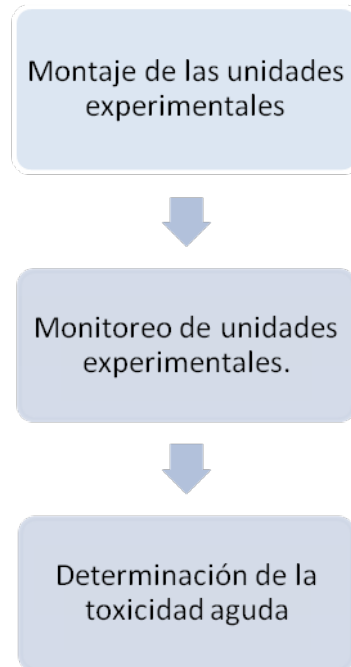 Montaje de las unidades
experimentales
Monitoreo de unidades
experimentales.
Determinación de la
toxicidad aguda